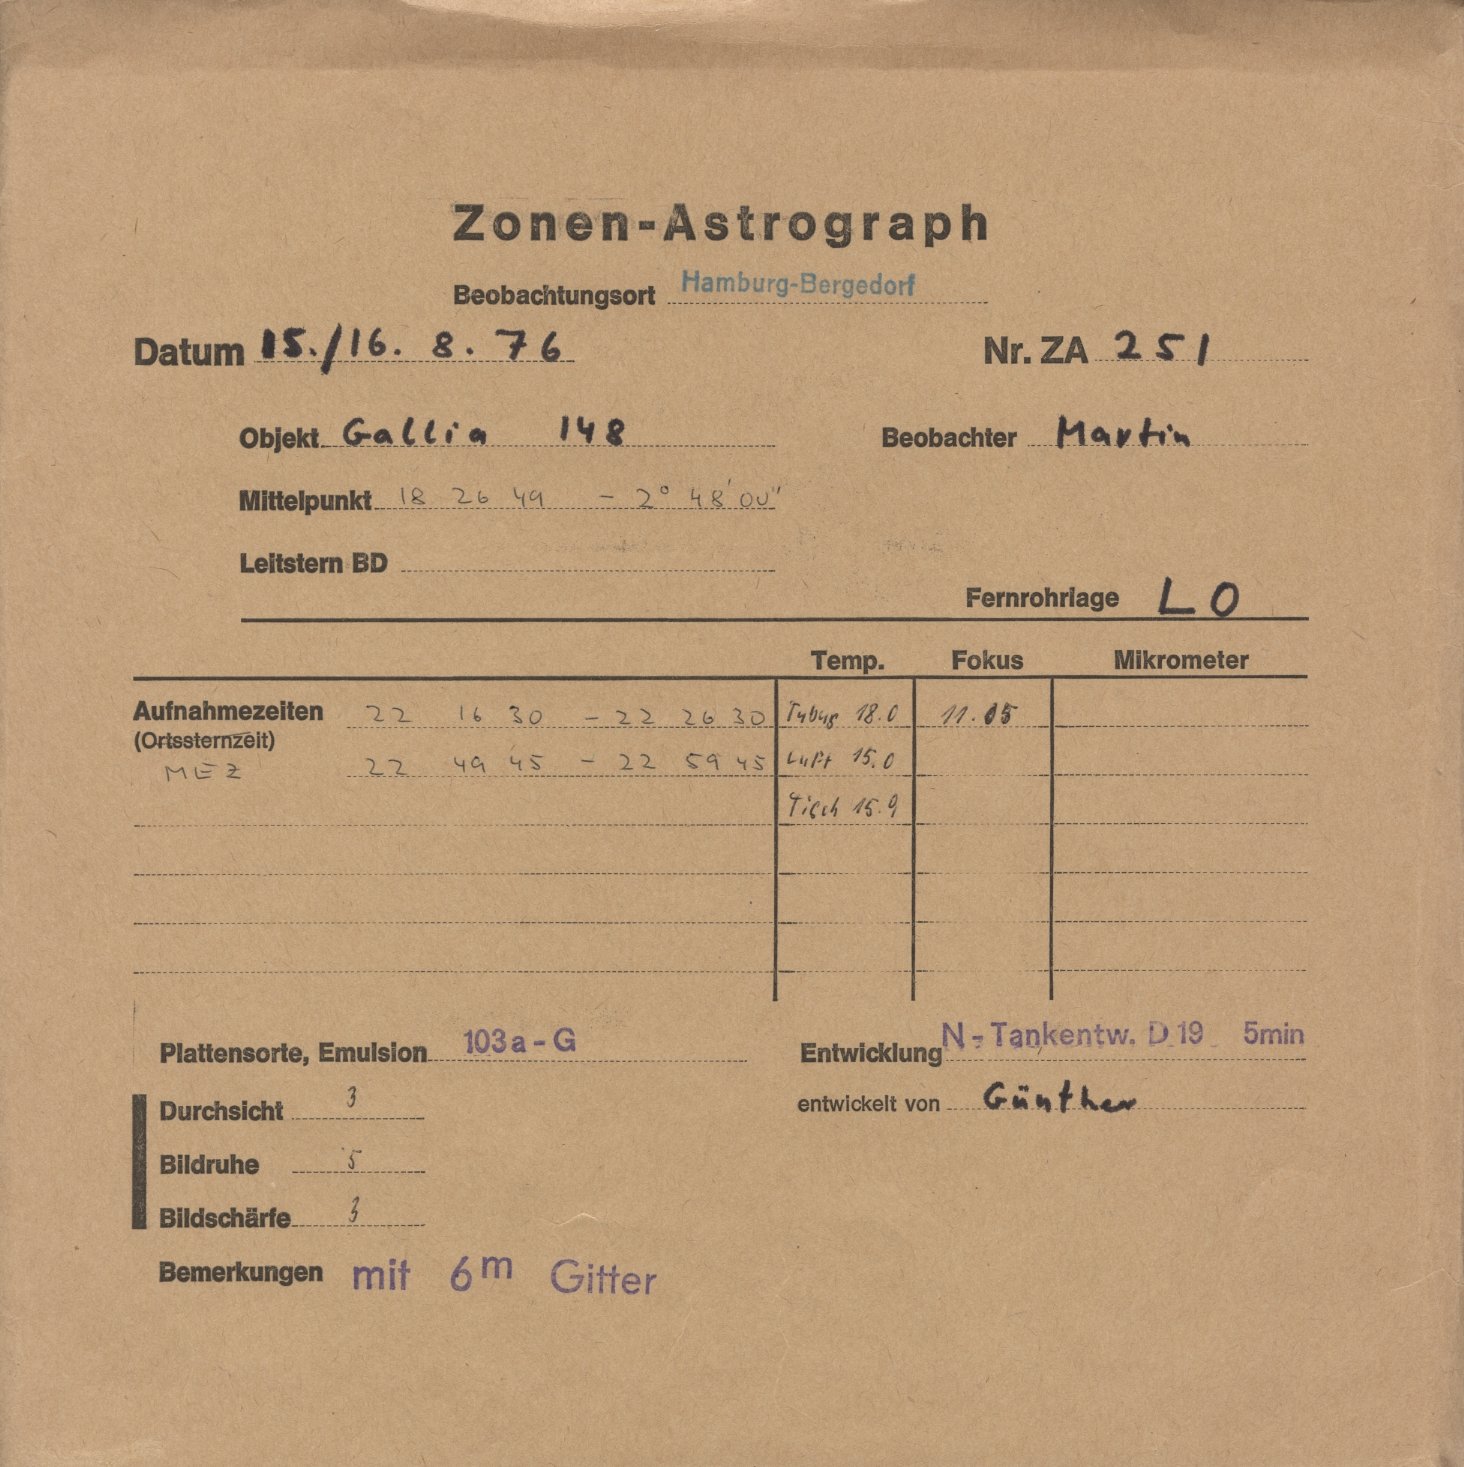 Zonen-Astrograph
Beobachtungsort Hamburg-Bergedorf
Datum 15./16. 8. 76 Nr. ZA 251
Objekt Gallia 148 Beobachter Martin
Mittelpunkt 18 26 49 - 2° 48' 00"
Leitstern BD
Fernrohrlage LO
Temp. Fokus Mikrometer
Aufnahmezeiten 22 16 30 - 22 26 30 Tubus 18.0 11.05
(Ortssternzeit)
MEZ 22 49 45 - 22 59 45 Luft 15.0
Tisch 15.9
Plattensorte, Emulsion 103a-G Entwicklung N-Tankentw. D 19 5min
Durchsicht 3 entwickelt von Günther
Bildruhe 5
Bildschärfe 3
Bemerkungen mit 6m Gitter